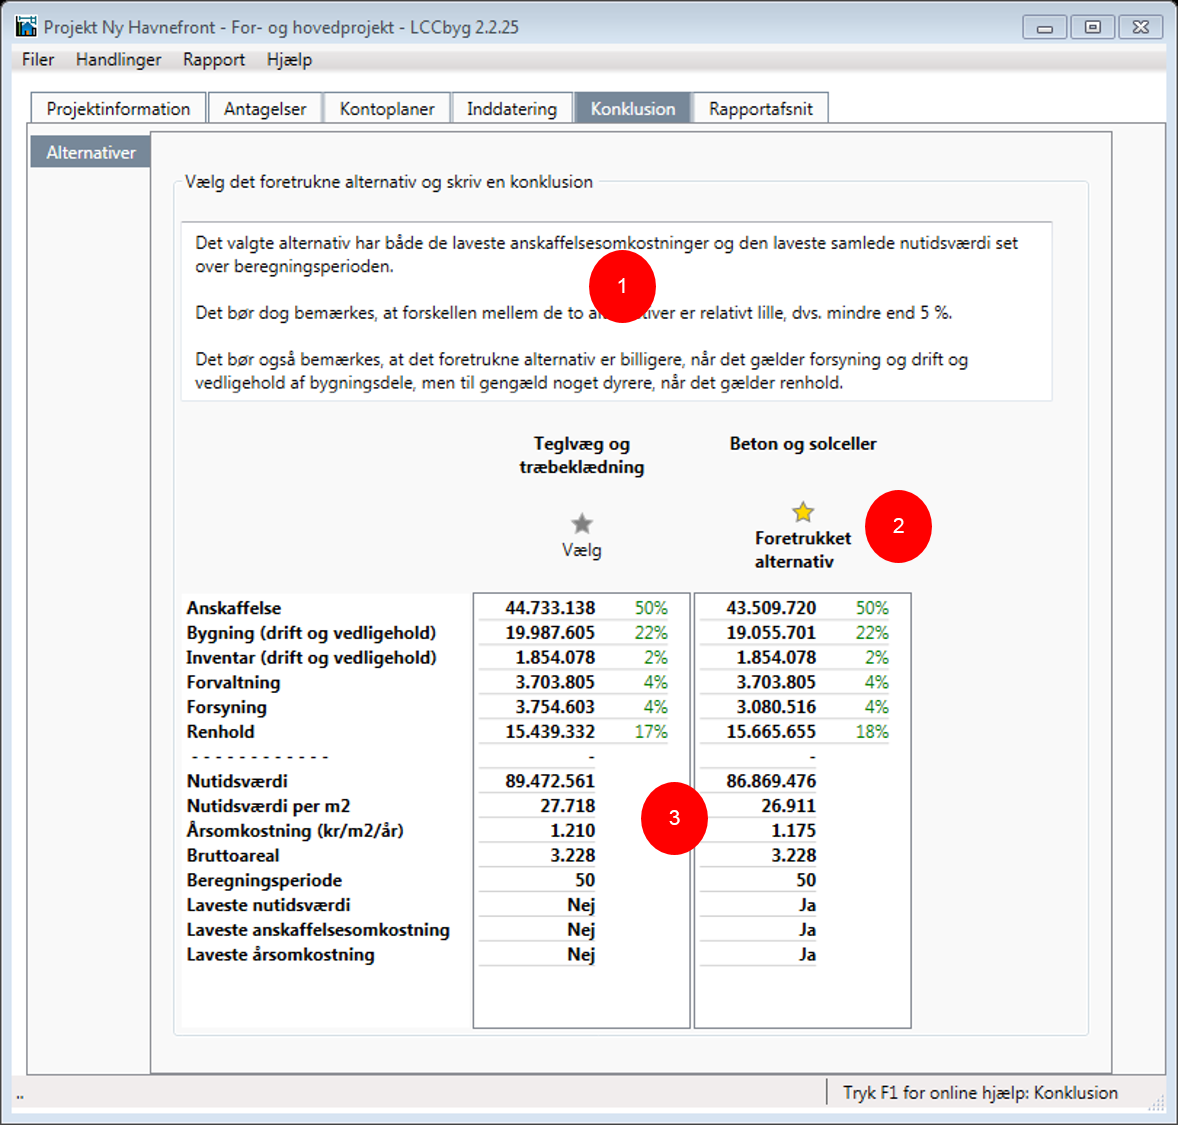 Projekt Ny Havnefront - For- og hovedprojekt - LCCbyg 2.2.25
Filer Handlinger Rapport Hjælp
Projektinformation Antagelser Kontoplaner Inddatering Konklusion Rapportafsnit
Alternativer
Vælg det foretrukne alternativ og skriv en konklusion
Det valgte alternativ har både de laveste anskaffelsesomkostninger og den laveste samlede nutidsværdi set
over beregningsperioden.
1
Det bør dog bemærkes, at forskellen mellem de to er relativt lille, dvs. mindre end 5 %.
Det bør også bemærkes, at det foretrukne alternativ er billigere, når det gælder forsyning og drift og
vedligehold af bygningsdele, men til gengæld noget dyrere, når det gælder renhold.
Teglvæg og
træbeklædning
Beton og solceller
Vælg
Foretrukket
alternativ
2
Anskaffelse 44.733.138 50% 43.509.720 50%
Bygning (drift og vedligehold) 19.987.605 22% 19.055.701 22%
Inventar (drift og vedligehold) 1.854.078 2% 1.854.078 2%
Forvaltning 3.703.805 4% 3.703.805 4%
Forsyning 3.754.603 4% 3.080.516 4%
Renhold 15.439.332 17% 15.665.655 18%
- - - - - - - - - - - - - -
Nutidsværdi 89.472.561 86.869.476
Nutidsværdi per m2 27.718 26.911
3
Årsomkostning (kr/m2/år) 1.210 1.175
Bruttoareal 3.228 3.228
Beregningsperiode 50 50
Laveste nutidsværdi Nej Ja
Laveste anskaffelsesomkostning Nej Ja
Laveste årsomkostning Nej Ja
.. Tryk F1 for online hjælp: Konklusion